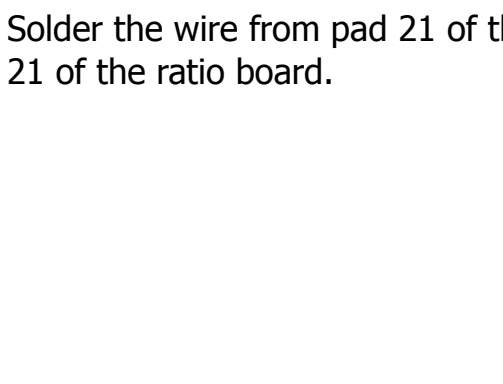 Solder the wire from pad 21 of
21 of the ratio board.